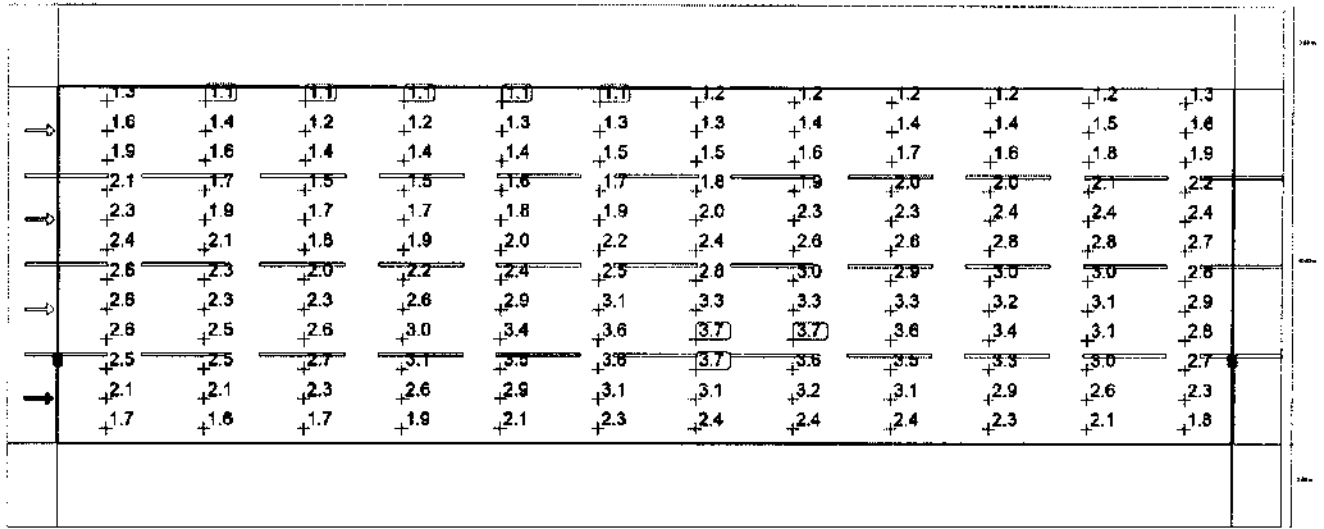 1.3 1.1 1.1 1.1 1.1 1.1 1.2 1.2 1.2 1.2 1.2 1.3
1.6 1.4 1.2 1.2 1.3 1.3 1.3 1.4 1.4 1.4 1.5 1.6
1.9 1.6 1.4 1.4 1.4 1.5 1.5 1.6 1.7 1.6 1.8 1.9
2.1 1.7 1.5 1.5 1.6 1.7 1.8 1.9 2.0 2.0 2.1 2.2
2.3 1.9 1.7 1.7 1.8 1.9 2.0 2.3 2.3 2.4 2.4 2.4
2.4 2.1 1.8 1.9 2.0 2.2 2.4 2.6 2.6 2.8 2.8 2.7
2.6 2.3 2.0 2.2 2.4 2.5 2.8 3.0 2.9 3.0 3.0 2.8
2.6 2.3 2.3 2.6 2.9 3.1 3.3 3.3 3.3 3.2 3.1 2.9
2.6 2.5 2.6 3.0 3.4 3.6 3.7 3.7 3.6 3.4 3.1 2.8
2.5 2.5 2.7 3.1 3.5 3.6 3.7 3.6 3.5 3.3 3.0 2.7
2.1 2.1 2.3 2.6 2.9 3.1 3.1 3.2 3.1 2.9 2.6 2.3
1.7 1.6 1.7 1.9 2.1 2.3 2.4 2.4 2.4 2.3 2.1 1.8